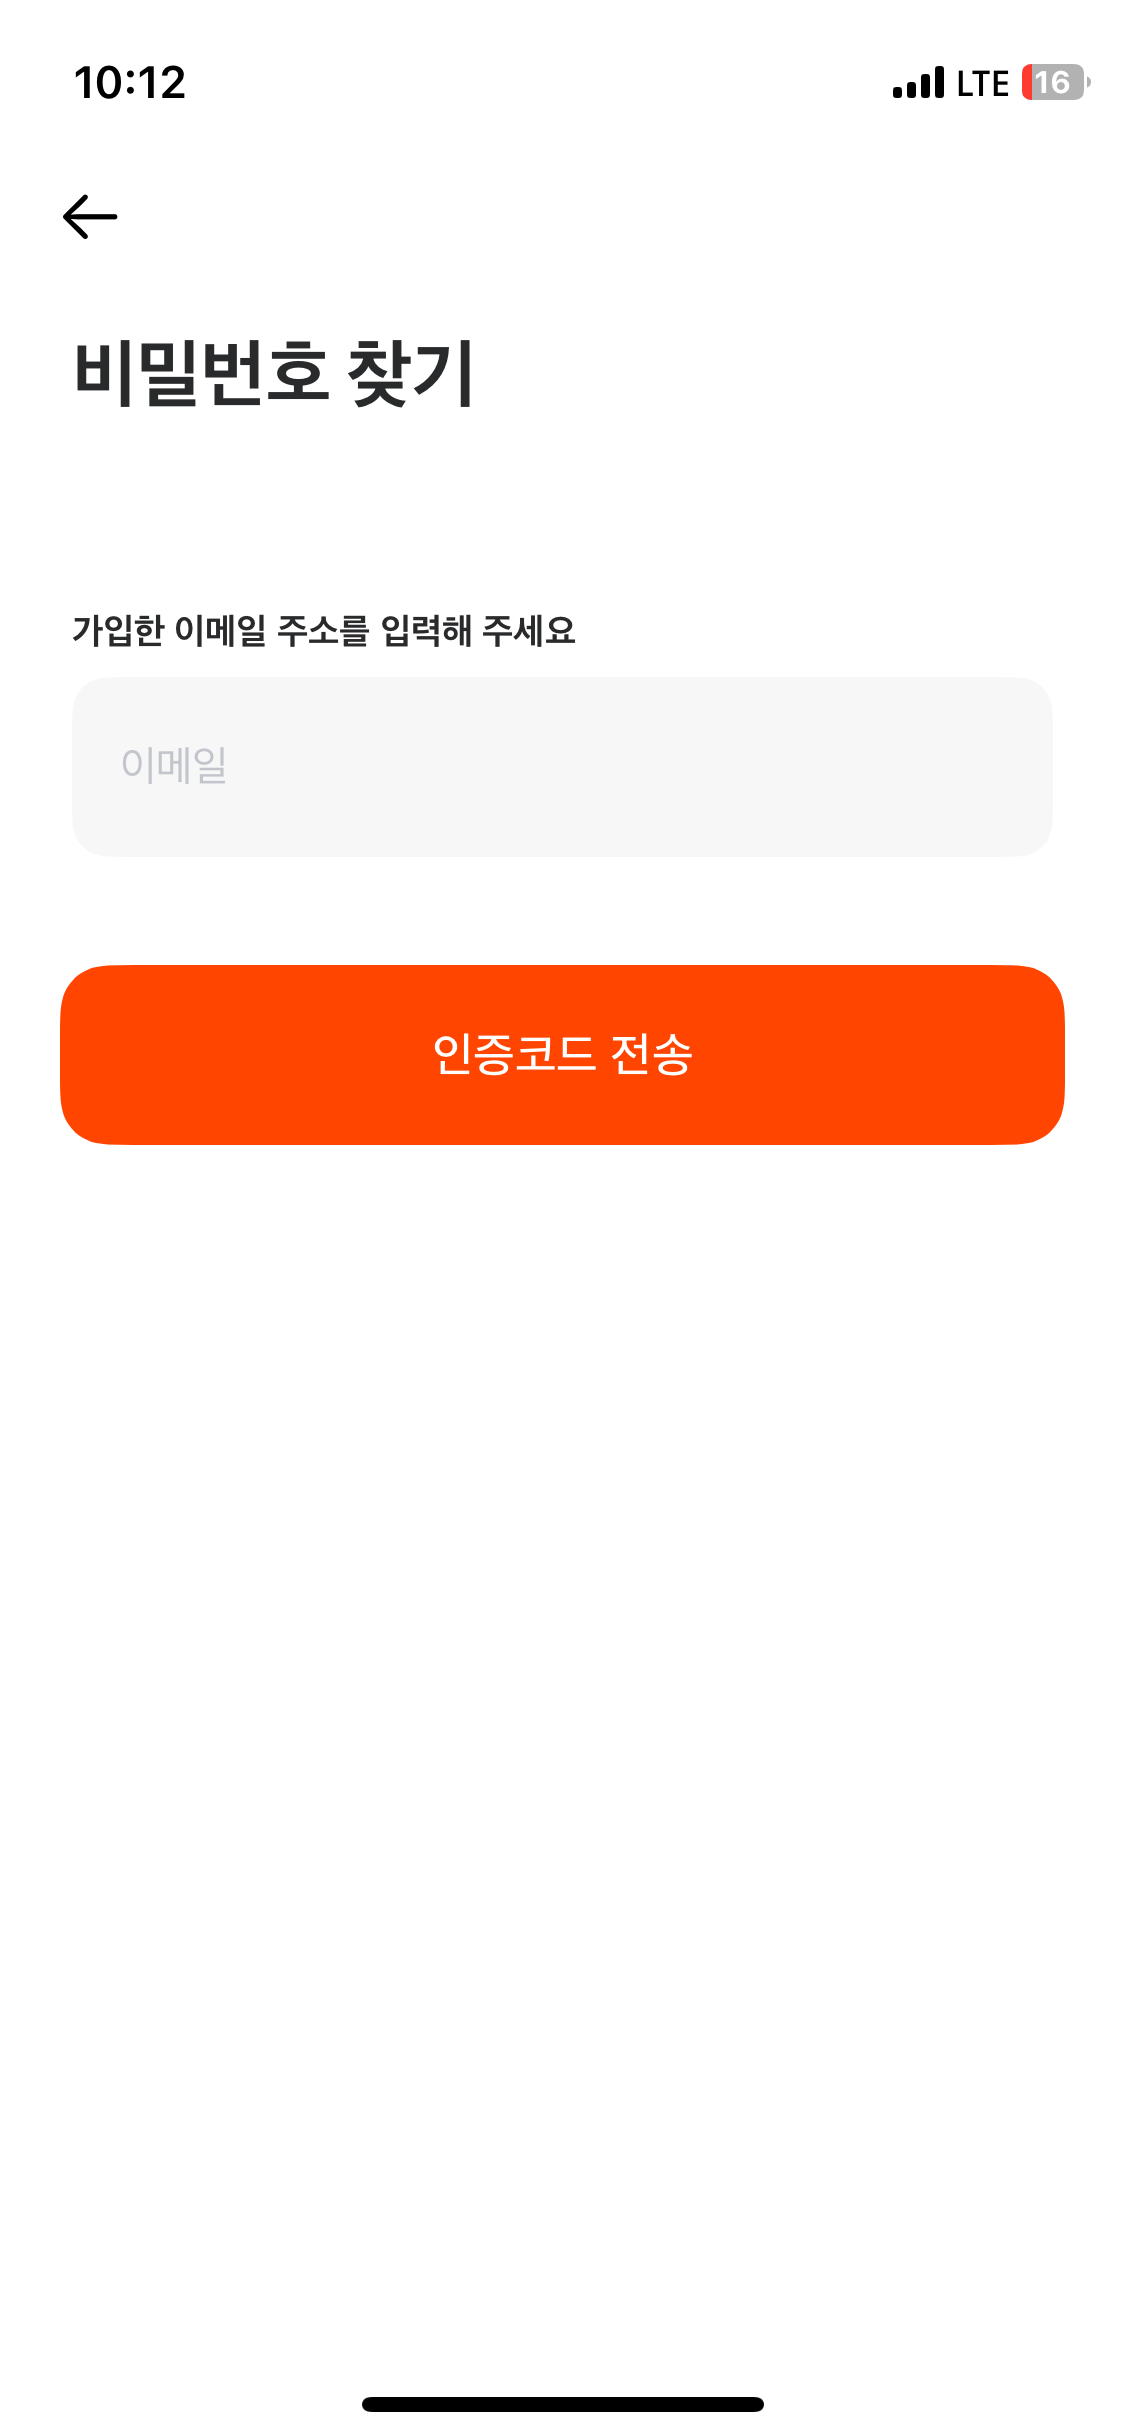 10:12
LTE 16
비밀번호 찾기
가입한 이메일 주소를 입력해 주세요
이메일
인증코드 전송